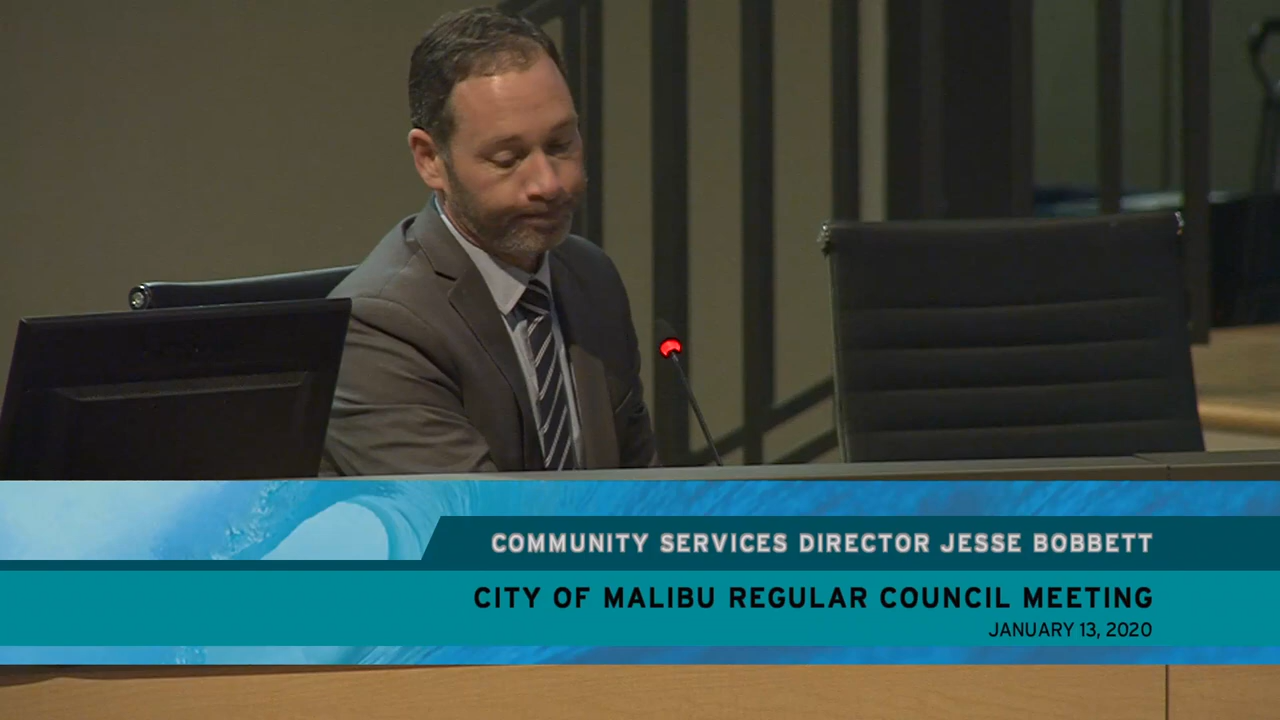 COMMUNITY SERVICES DIRECTOR JESSE BOBBETT
CITY OF MALIBU REGULAR COUNCIL MEETING
JANUARY 13, 2020